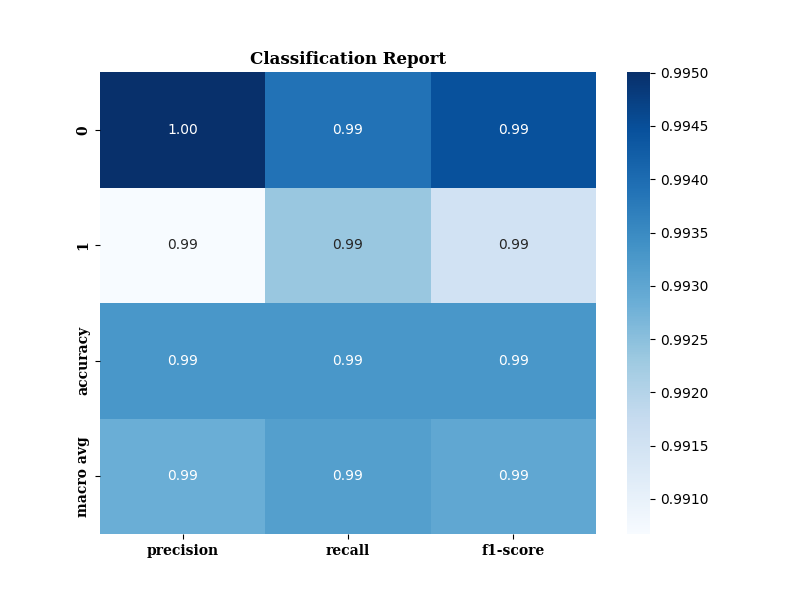 Classification Report
0
1.00 0.99 0.99
1
0.99 0.99 0.99
accuracy
0.99 0.99 0.99
macro avg
0.99 0.99 0.99
precision recall f1-score
0.9950
0.9945
0.9940
0.9935
0.9930
0.9925
0.9920
0.9915
0.9910